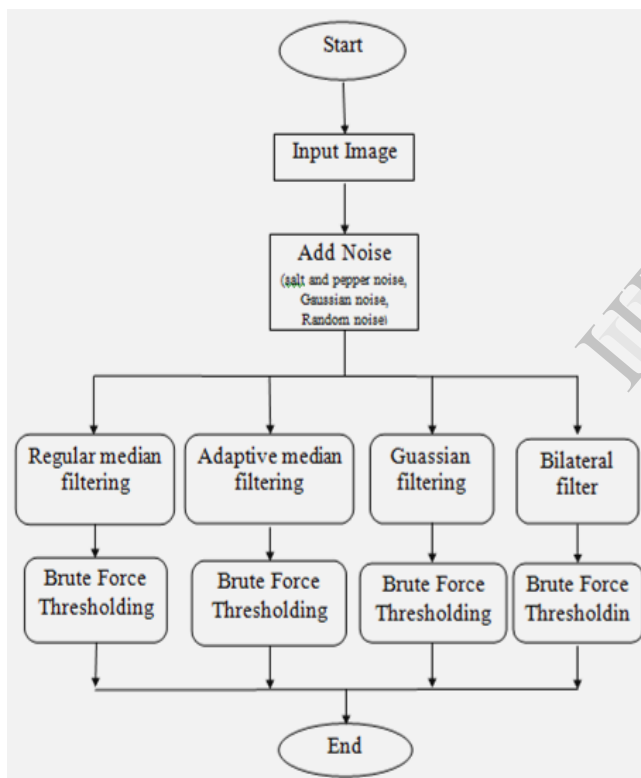 Start
Input Image
Add Noise
(salt and pepper noise,
Gaussian noise,
Random noise)
Regular median
filtering
Adaptive median
filtering
Guassian
filtering
Bilateral
filter
Brute Force
Thresholding
Brute Force
Thresholding
Brute Force
Thresholding
Brute Force
Thresholdin
End